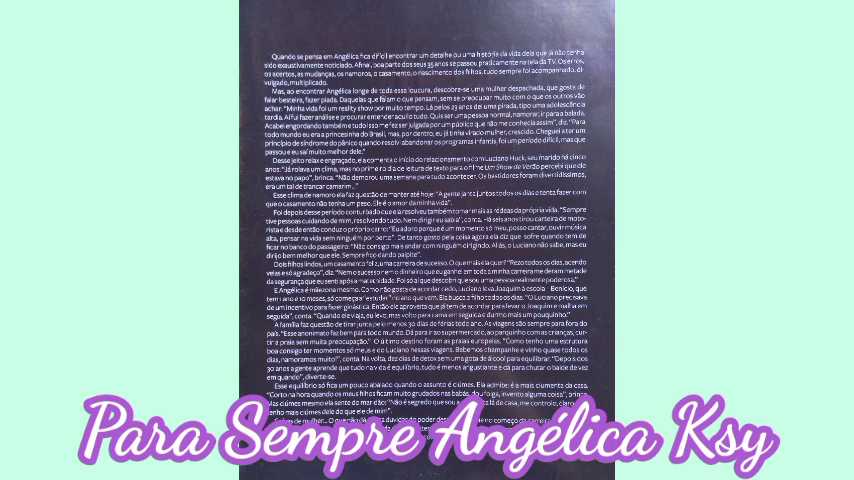 Quando se pensa em Angélica fica difícil encontrar um detalhe ou uma história da vida dela que já não tenha
sido exaustivamente noticiado. Afinal, boa parte dos seus 35 anos se passou praticamente na tela da TV. Os erros,
os acertos, as mudanças, os namoros, o casamento, o nascimento dos filhos, tudo sempre foi acompanhado, di-
vulgado, multiplicado.
Mas, ao encontrar Angélica longe de toda essa loucura, descobre-se uma mulher despachada, que gosta de
falar besteira, fazer piada. Daquelas que falam o que pensam, sem se preocupar muito com o que os outros vão
achar. "Minha vida foi um reality show por muito tempo. Lá pelos 23 anos dei uma pirada, tipo uma adolescência
tardia. Aí fui fazer análise e procurar entender aquilo tudo. Quis ser uma pessoa normal, namorar, ir para a balada.
Acabei engordando também e tudo isso me fez ser julgada por um público que não me conhecia assim", diz. "Para
todo mundo eu era a princesinha do Brasil, mas, por dentro, eu já tinha virado mulher, crescido. Cheguei a ter um
princípio de síndrome do pânico quando resolvi abandonar os programas infantis, foi um período difícil, mas que
passou e eu saí muito melhor dele."
Desse jeito relax e engraçado, ela comenta o início do relacionamento com Luciano Huck, seu marido há cinco
anos: "Já rolava um clima, mas no primeiro dia de leitura de texto para o filme Um Show de Verão percebi que ele
estava no papo", brinca. "Não demorou uma semana para tudo acontecer. Os bastidores foram divertidíssimos,
era um tal de trancar camarim..."
Esse clima de namoro ela faz questão de manter até hoje: "A gente janta juntos todos os dias e tenta fazer com
que o casamento não tenha um peso. Ele é o amor da minha vida".
Foi depois desse período conturbado que ela resolveu também tomar mais as rédeas da própria vida. "Sempre
tive pessoas cuidando de mim, resolvendo tudo. Nem dirigir eu sabia", conta. Há seis anos tirou carteira de moto-
rista e desde então conduz o próprio carro: "Eu adoro porque é um momento só meu, posso cantar, ouvir música
alta, pensar na vida sem ninguém por perto". De tanto gosto pela coisa agora ela diz que sofre quando tem de
ficar no banco do passageiro: "Não consigo mais andar com ninguém dirigindo. Aliás, o Luciano não sabe, mas eu
dirijo bem melhor que ele. Sempre fico dando palpite".
Dois filhos lindos, um casamento feliz, uma carreira de sucesso. O que mais ela quer? "Rezo todos os dias, acendo
velas e só agradeço", diz. "Nem o sucesso nem o dinheiro que eu ganhei em toda a minha carreira me deram metade
da segurança que eu senti após a maternidade. Foi só aí que descobri que sou uma pessoa realmente poderosa."
E Angélica é mãezona mesmo. Como não gosta de acordar cedo, Luciano leva Joaquim à escola – Benício, que
tem 1 ano e 10 meses, só começa a "estudar" no ano que vem. Ela busca o filho todos os dias. "O Luciano precisava
de um incentivo para fazer ginástica. Então ele aproveita que já tem de acordar para levar o Joaquim e malha em
seguida", conta. "Quando ele viaja, eu levo, mas volto para cama em seguida e durmo mais um pouquinho."
A família faz questão de tirar junta pelo menos 30 dias de férias todo ano. As viagens são sempre para fora do
país. "Esse anonimato faz bem para todo mundo. Dá para ir ao supermercado, ao parquinho com as crianças, cur-
tir a praia sem muita preocupação." O último destino foram as praias europeias. "Como tenho uma estrutura
boa consigo ter momentos só meus e do Luciano nessas viagens. Bebemos champanhe e vinho quase todos os
dias, namoramos muito!", conta. Na volta, dez dias de detox sem uma gota de álcool para equilibrar. "Depois dos
30 anos a gente aprende que tudo na vida é equilíbrio, tudo é menos angustiante e dá para chutar o balde de vez
em quando", diverte-se.
Esse equilíbrio só fica um pouco abalado quando o assunto é ciúmes. Ela admite: é a mais ciumenta da casa.
"Corto na hora quando os meus filhos ficam muito grudados nas babás, dou folga, invento alguma coisa", brinca.
Mas ciúmes mesmo ela sente do maridão: "Não é segredo que sou a lá de casa, me controlo, claro
tenho mais ciúmes dele do que ele de mim".
Para Sempre Angélica Ksy